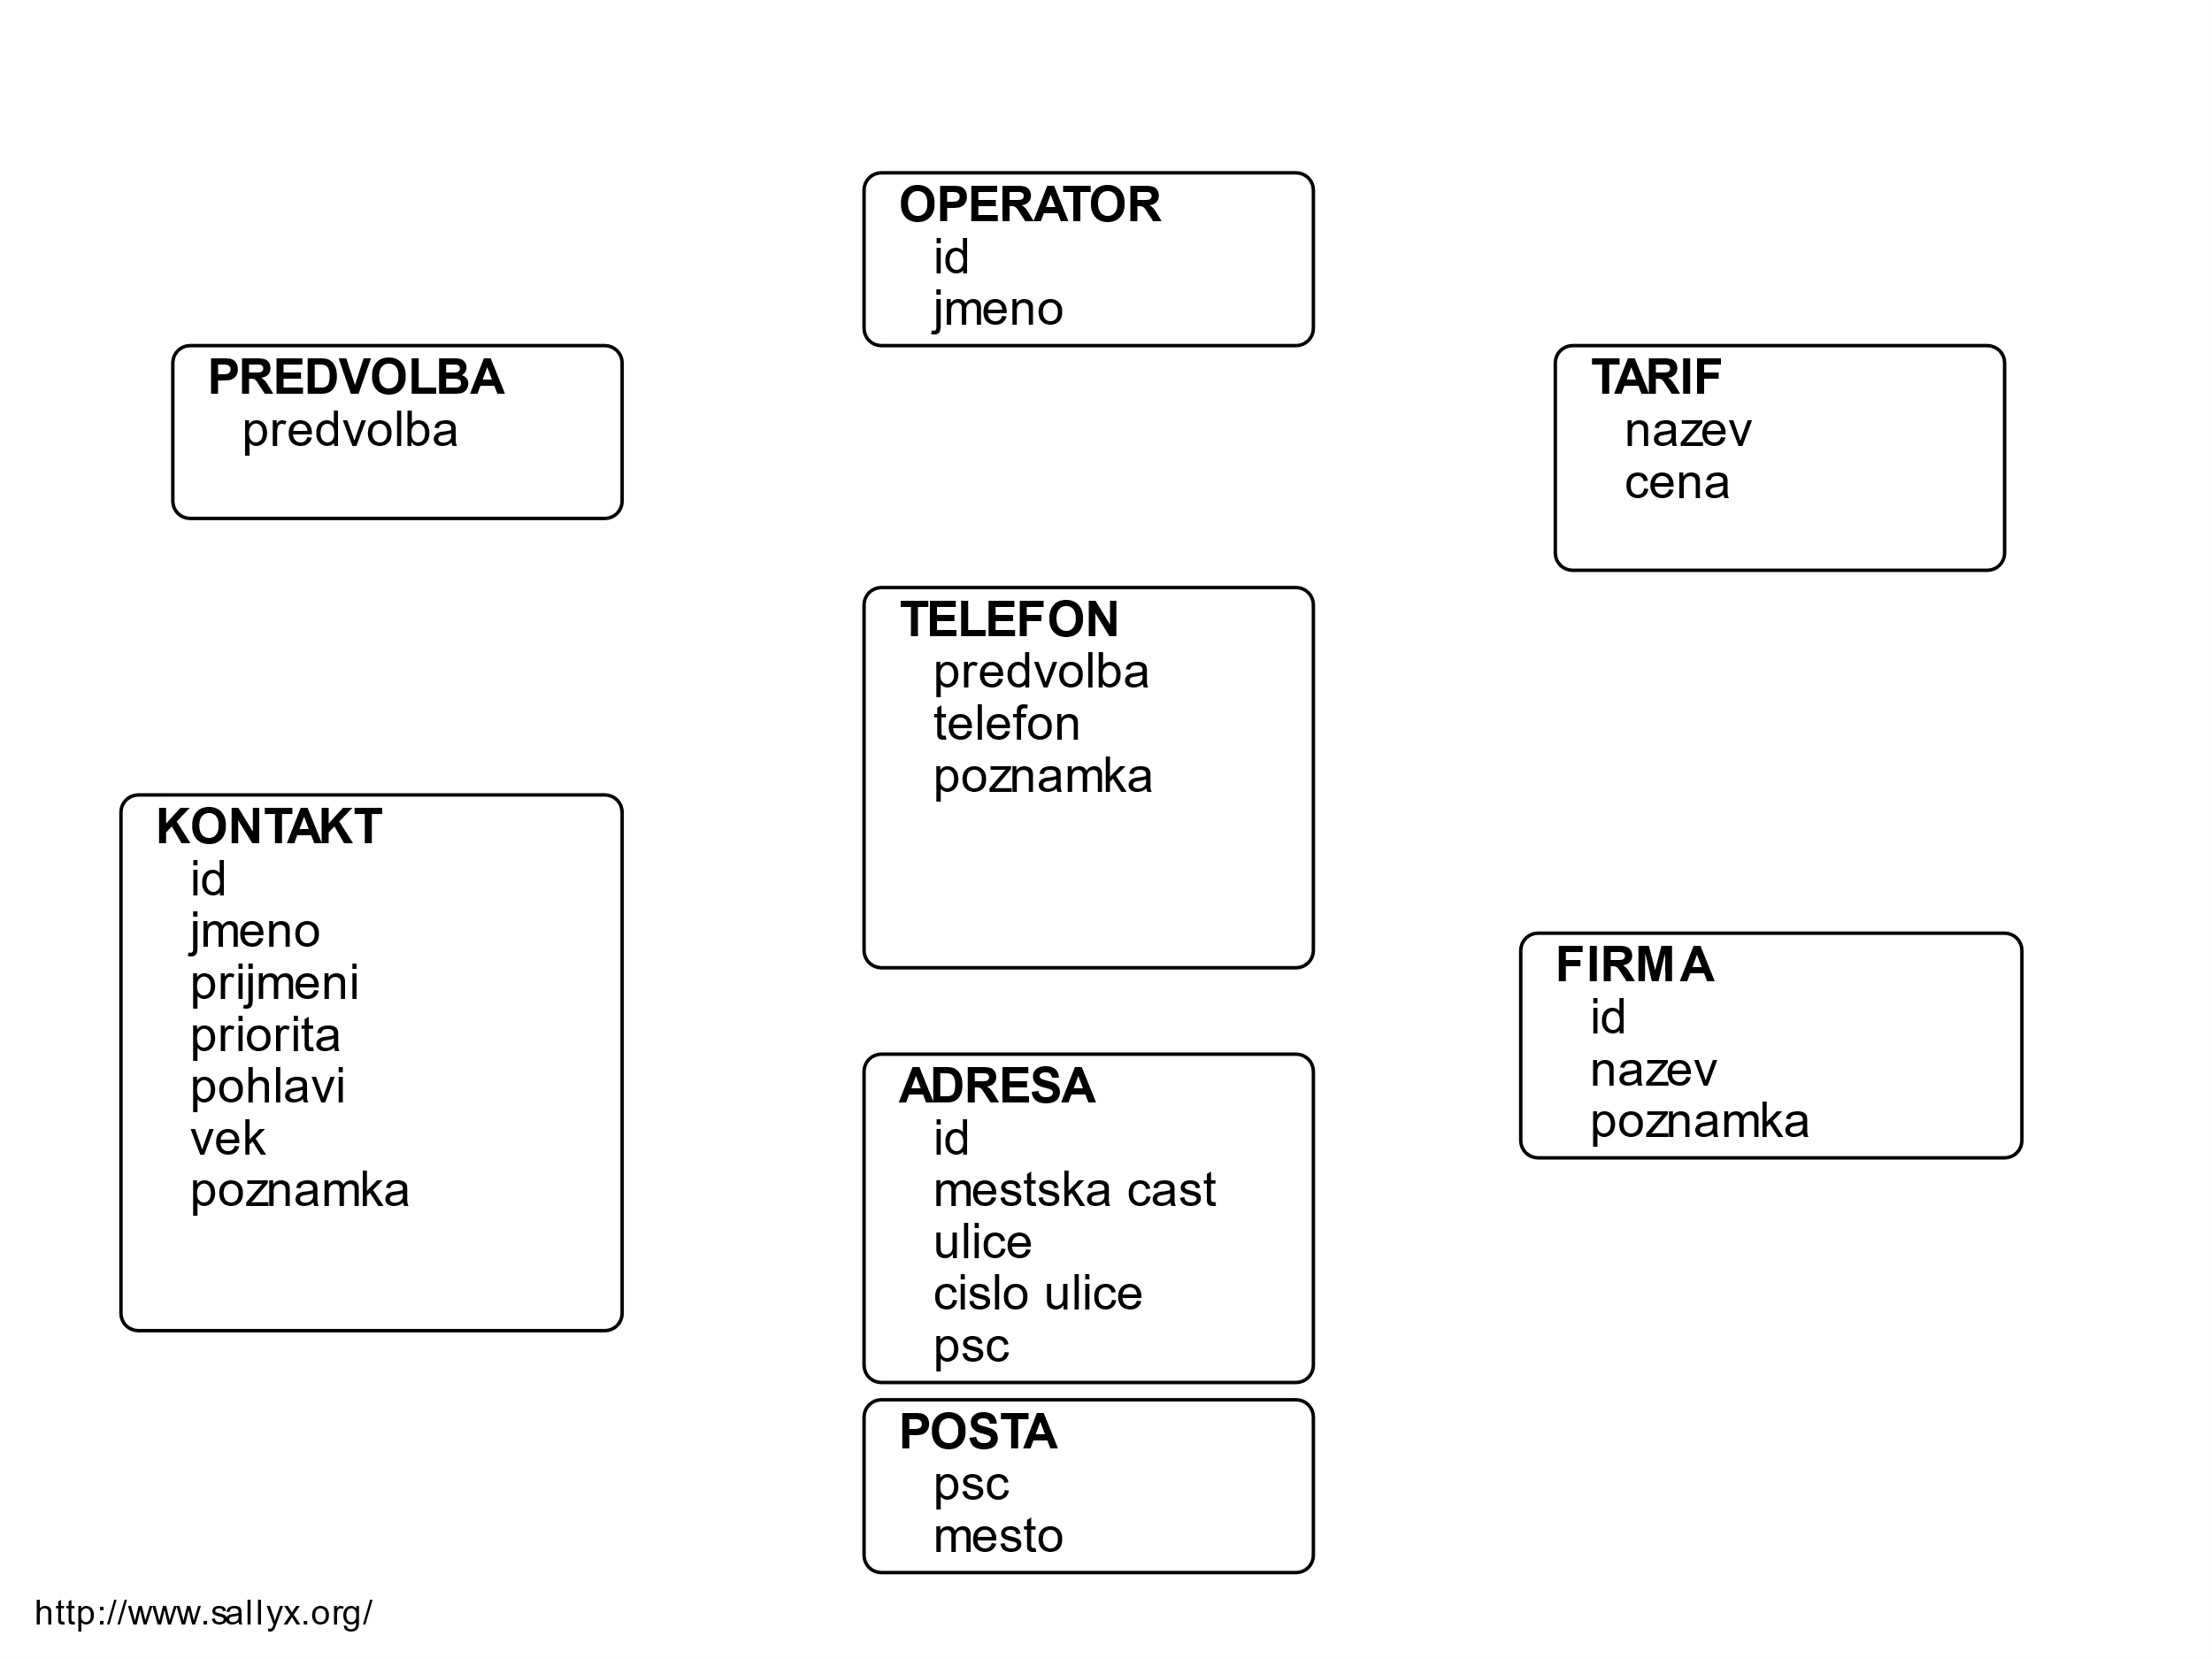 OPERATOR
id
jmeno
PREDVOLBA
predvolba
TARIF
nazev
cena
TELEFON
predvolba
telefon
poznamka
KONTAKT
id
jmeno
prijmeni
priorita
pohlavi
vek
poznamka
FIRMA
id
nazev
poznamka
ADRESA
id
mestska cast
ulice
cislo ulice
psc
POSTA
psc
mesto
http://www.sallyx.org/